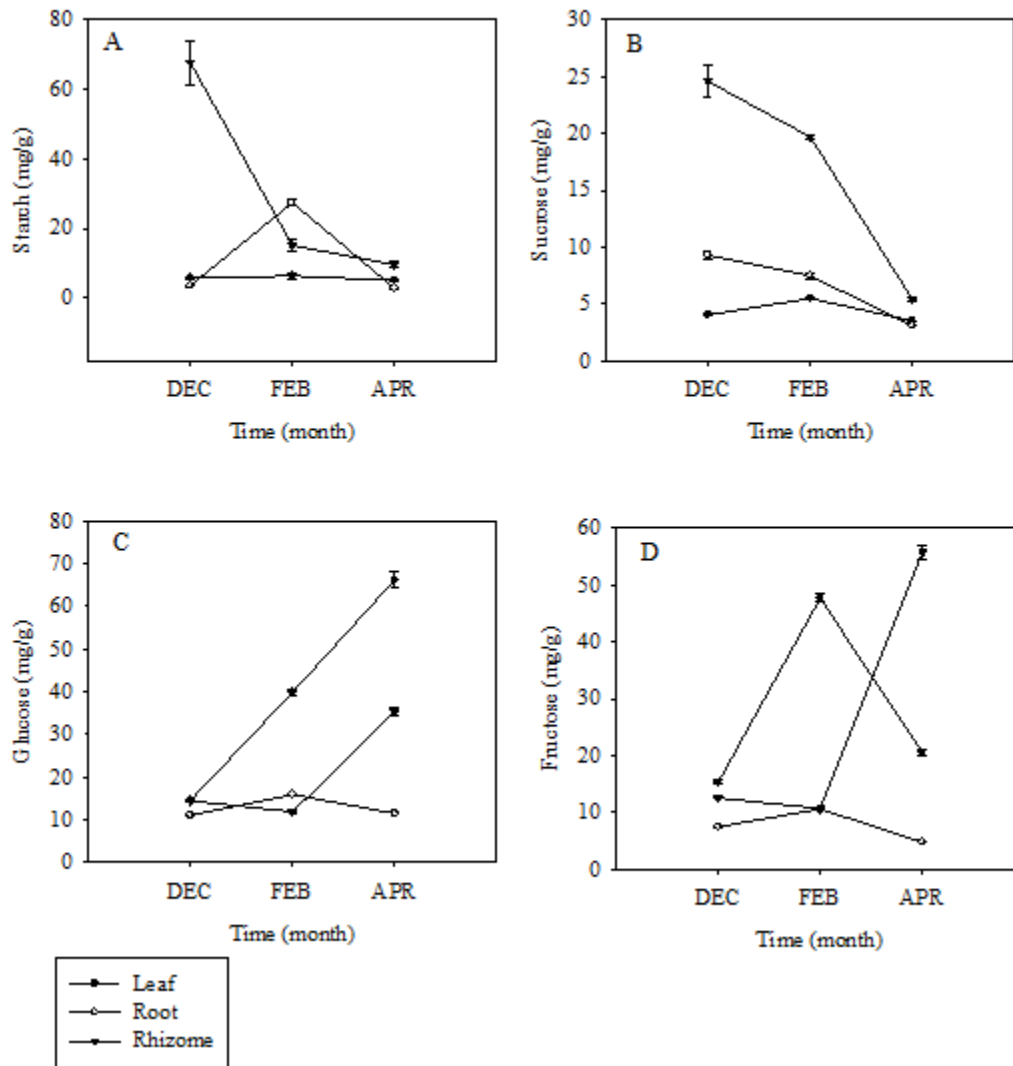 A
Starch (mg/g)
80
60
40
20
0
DEC FEB APR
Time (month)
B
Sucrose (mg/g)
30
25
20
15
10
5
0
DEC FEB APR
Time (month)
C
Glucose (mg/g)
80
70
60
50
40
30
20
10
0
DEC FEB APR
Time (month)
D
Fructose (mg/g)
60
50
40
30
20
10
0
DEC FEB APR
Time (month)
Leaf
Root
Rhizome